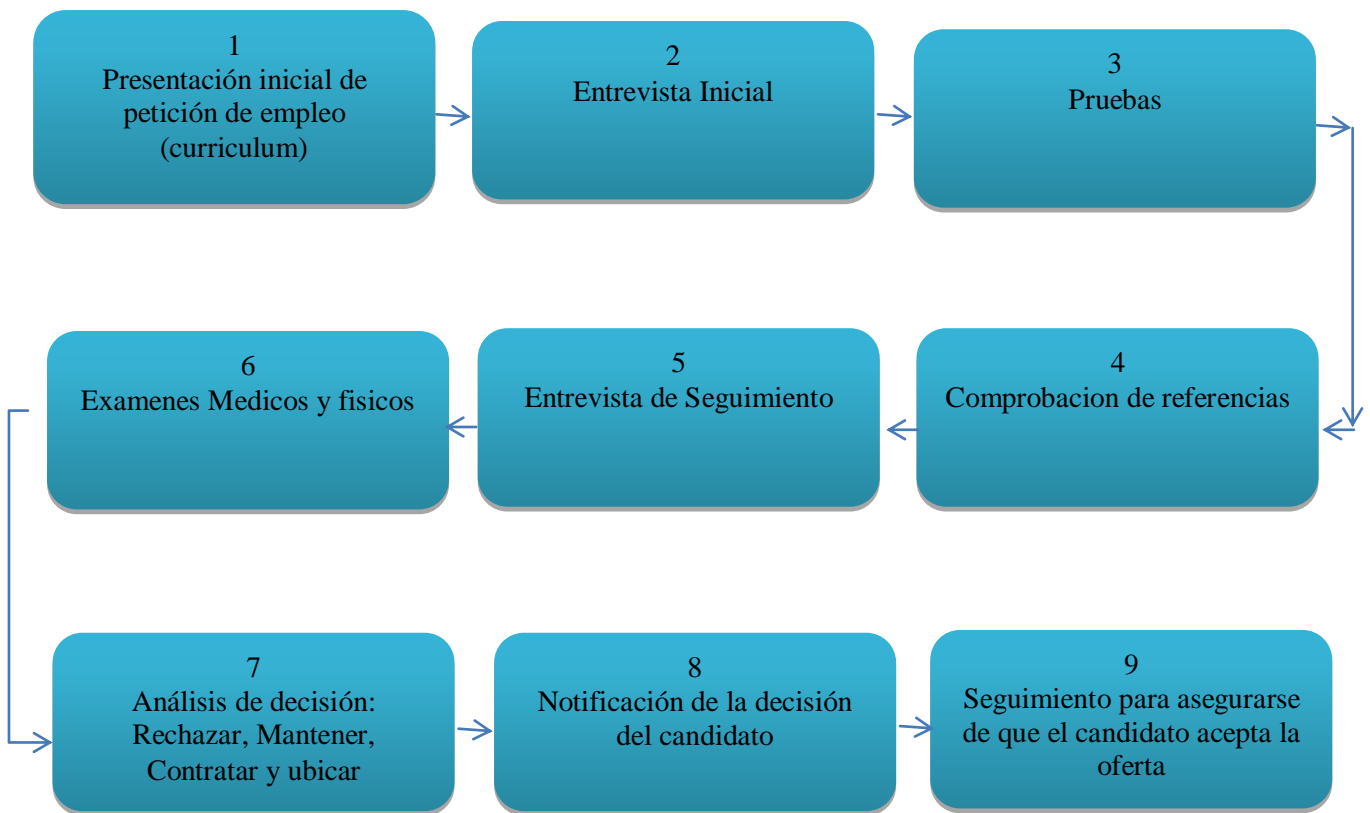 1
Presentación inicial de
petición de empleo
(curriculum)
2
Entrevista Inicial
3
Pruebas
4
Comprobacion de referencias
5
Entrevista de Seguimiento
6
Examenes Medicos y fisicos
7
Análisis de decisión:
Rechazar, Mantener,
Contratar y ubicar
8
Notificación de la decisión
del candidato
9
Seguimiento para asegurarse
de que el candidato acepta la
oferta